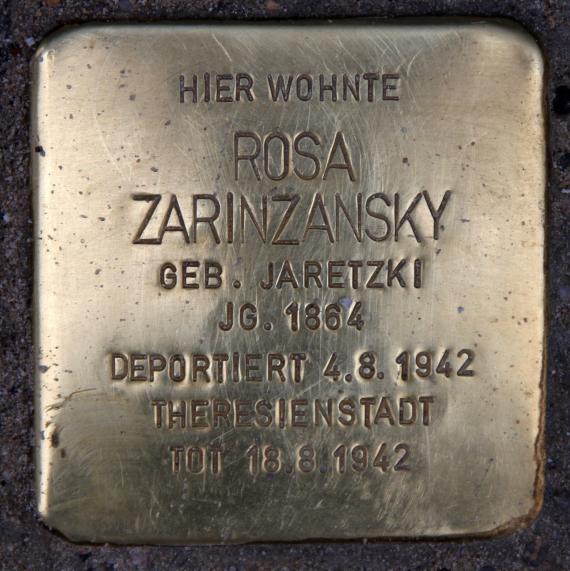 HIER WOHNTE
ROSA
ZARINZANSKY
GEB. JARETZKI
JG. 1864
DEPORTIERT 4.8.1942
THERESIENSTADT
TOT 18.8.1942